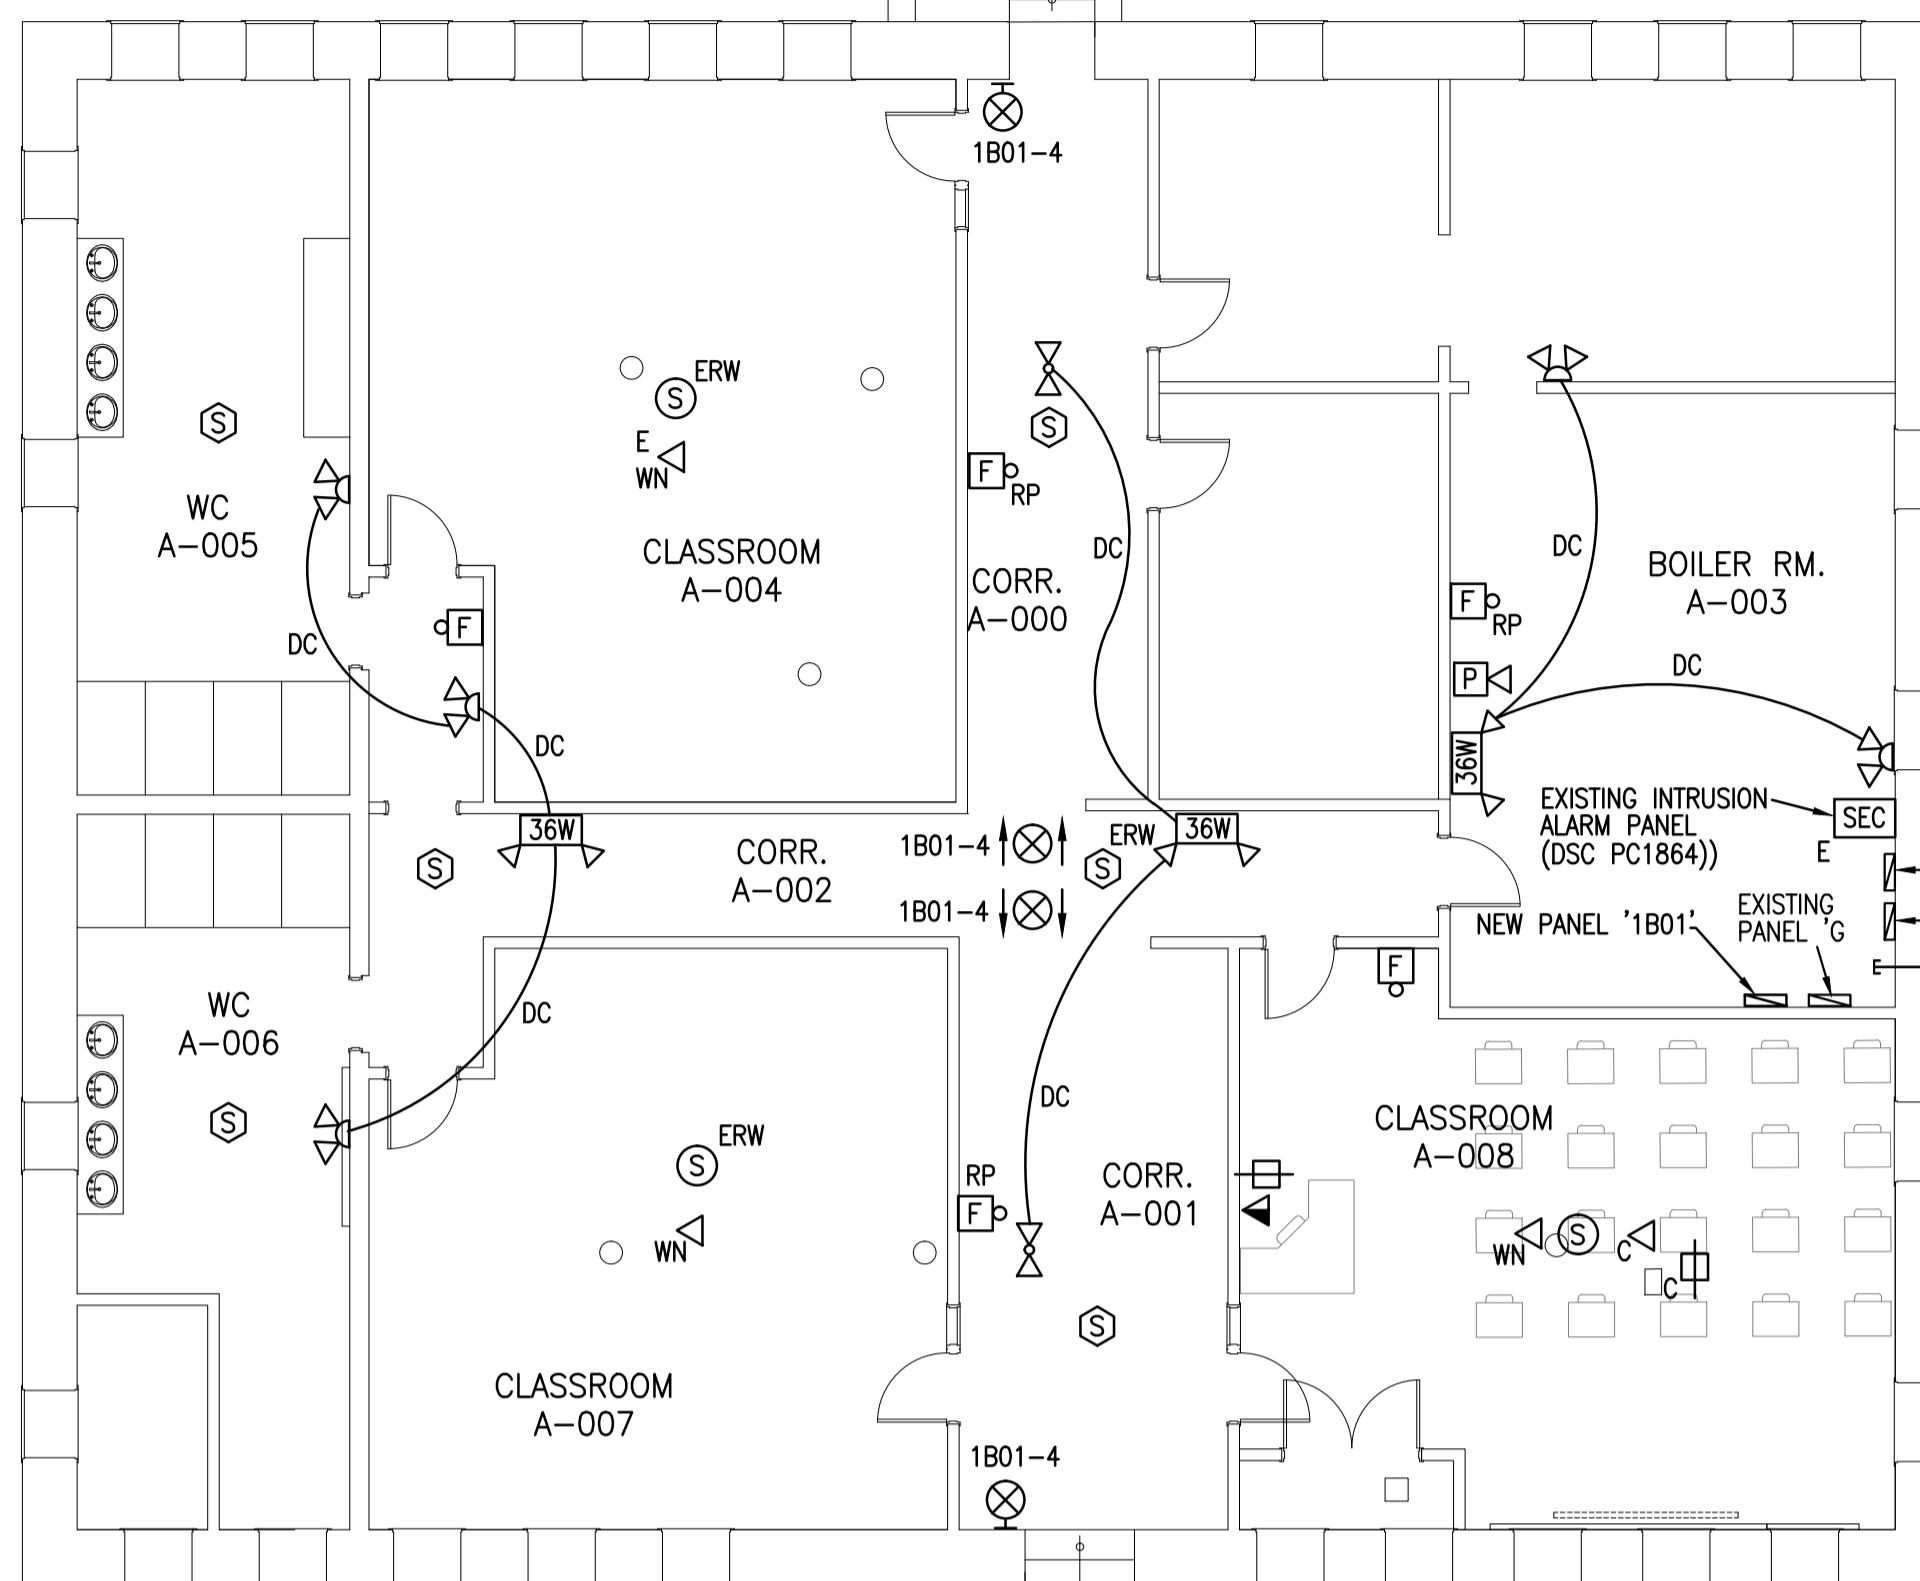 1B01-4
ERW
S
E
WN
S
S
F
RP
WC
A-005
CLASSROOM
A-004
DC
DC
CORR.
A-000
BOILER RM.
A-003
F
RP
F
DC
P
DC
DC
36W
36W
36W
EXISTING INTRUSION
ALARM PANEL
(DSC PC1864))
SEC
E
1B01-4
ERW
S
S
CORR.
A-002
1B01-4
NEW PANEL '1B01'
EXISTING
PANEL 'G
E
F
WC
A-006
DC
DC
S
CLASSROOM
A-008
ERW
S
WN
RP
F
CORR.
A-001
WN
S
C
C
S
CLASSROOM
A-007
1B01-4